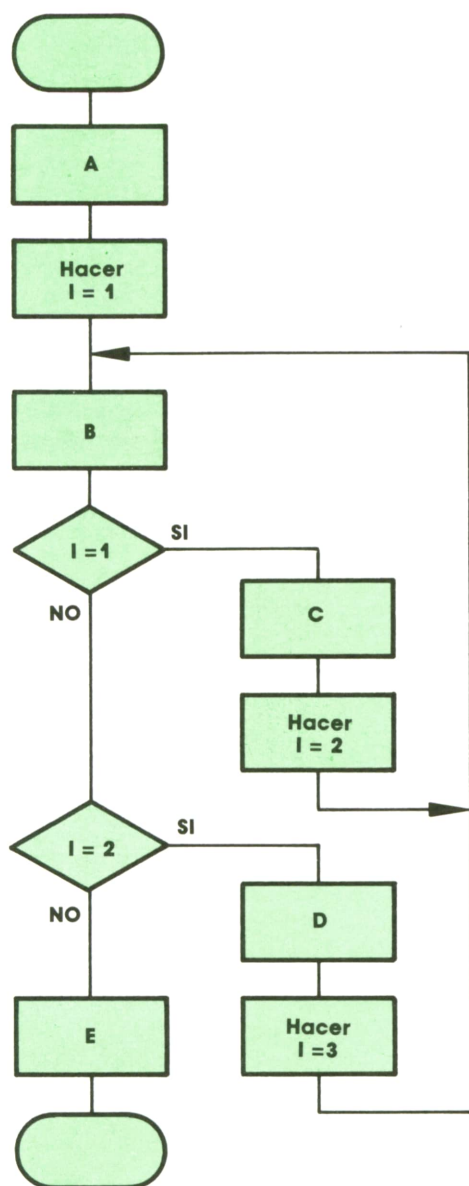 A
Hacer
I = 1
B
I = 1
SI
NO
C
Hacer
I = 2
I = 2
SI
NO
D
Hacer
I =3
E